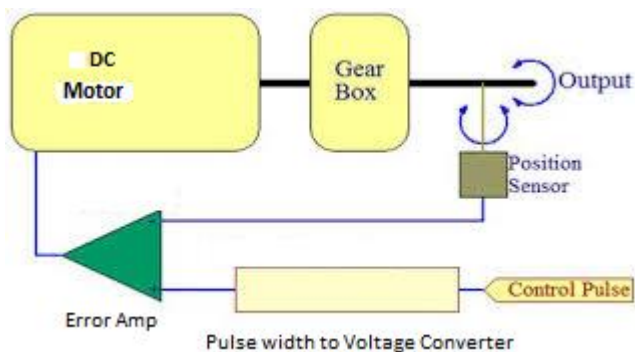 DC
Motor
Gear
Box
Output
Position
Sensor
Control Pulse
Error Amp
Pulse width to Voltage Converter